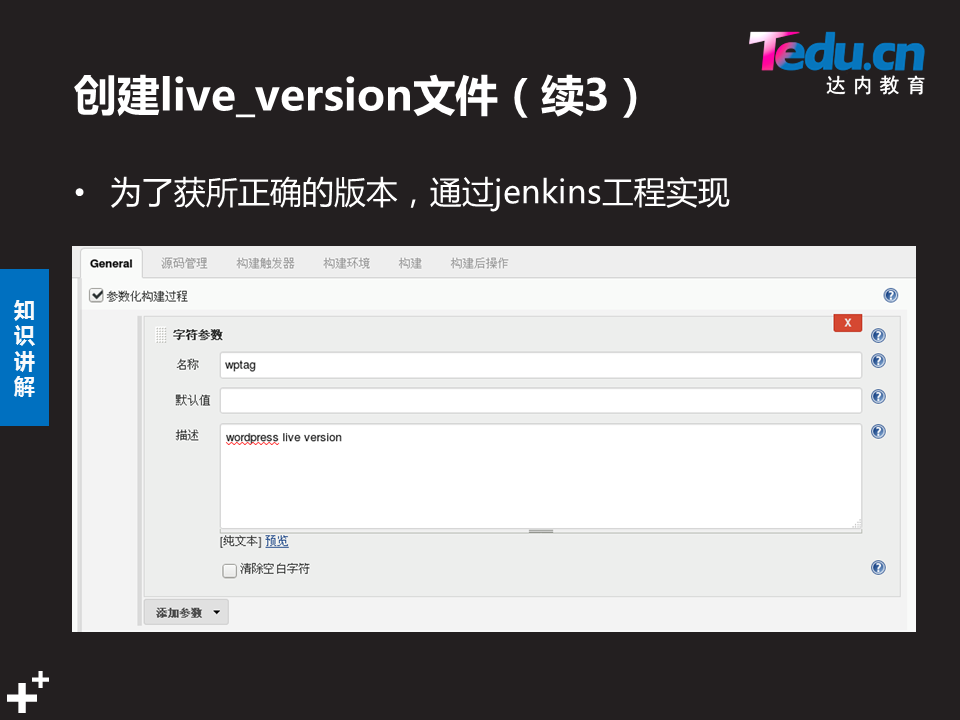 Tedu.cn
达内教育
创建live_version文件（续3）
• 为了获所正确的版本，通过jenkins工程实现
知识讲解
General 源码管理 构建触发器 构建环境 构建 构建后操作
参数化构建过程
字符参数
X
名称 wptag
默认值
描述 wordpress live version
[纯文本] 预览
清除空白字符
添加参数